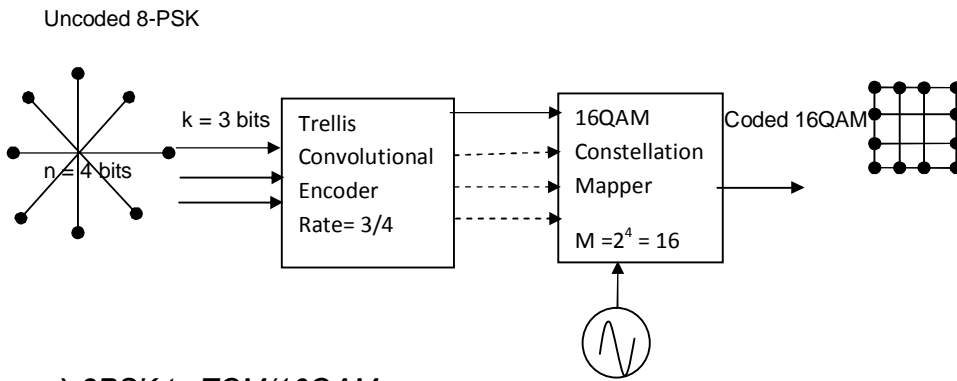 Uncoded 8-PSK
k = 3 bits
n = 4 bits
Trellis
Convolutional
Encoder
Rate= 3/4
16QAM
Constellation
Mapper
M =2⁴ = 16
Coded 16QAM